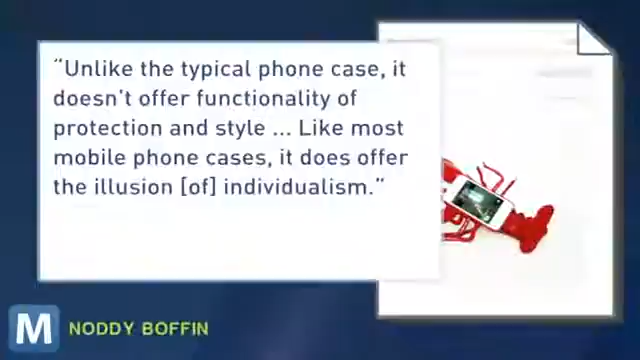 “Unlike the typical phone case, it
doesn’t offer functionality of
protection and style ... Like most
mobile phone cases, it does offer
the illusion [of] individualism.”
M NODDY BOFFIN